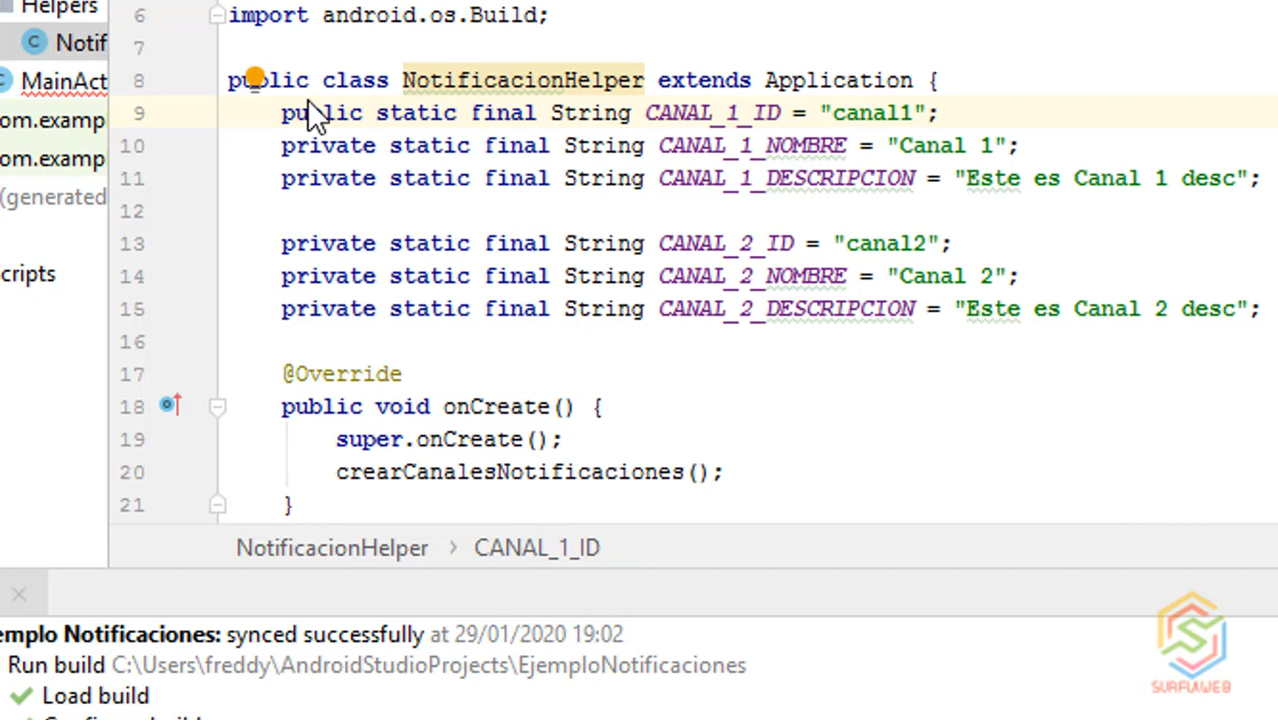 Helpers
Notif
MainAct
om.examp
om.examp
(generated
cripts
6 import android.os.Build;
7
8 public class NotificacionHelper extends Application {
9 public static final String CANAL_1_ID = "canal1";
10 private static final String CANAL_1_NOMBRE = "Canal 1";
11 private static final String CANAL_1_DESCRIPCION = "Este es Canal 1 desc";
12
13 private static final String CANAL_2_ID = "canal2";
14 private static final String CANAL_2_NOMBRE = "Canal 2";
15 private static final String CANAL_2_DESCRIPCION = "Este es Canal 2 desc";
16
17 @Override
18 public void onCreate() {
19 super.onCreate();
20 crearCanalesNotificaciones();
21 }
NotificacionHelper › CANAL_1_ID
emplo Notificaciones: synced successfully at 29/01/2020 19:02
Run build C:\Users\freddy\AndroidStudioProjects\EjemploNotificaciones
Load build